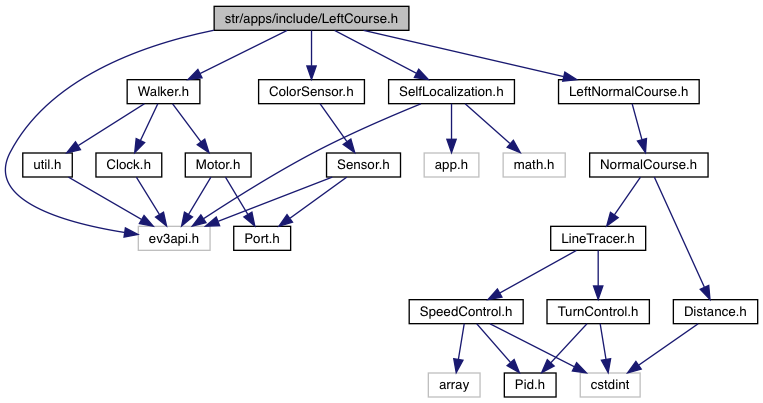 str/apps/include/LeftCourse.h
Walker.h
ColorSensor.h
SelfLocalization.h
LeftNormalCourse.h
util.h
Clock.h
Motor.h
Sensor.h
app.h
math.h
NormalCourse.h
ev3api.h
Port.h
LineTracer.h
SpeedControl.h
TurnControl.h
Distance.h
array
Pid.h
cstdint